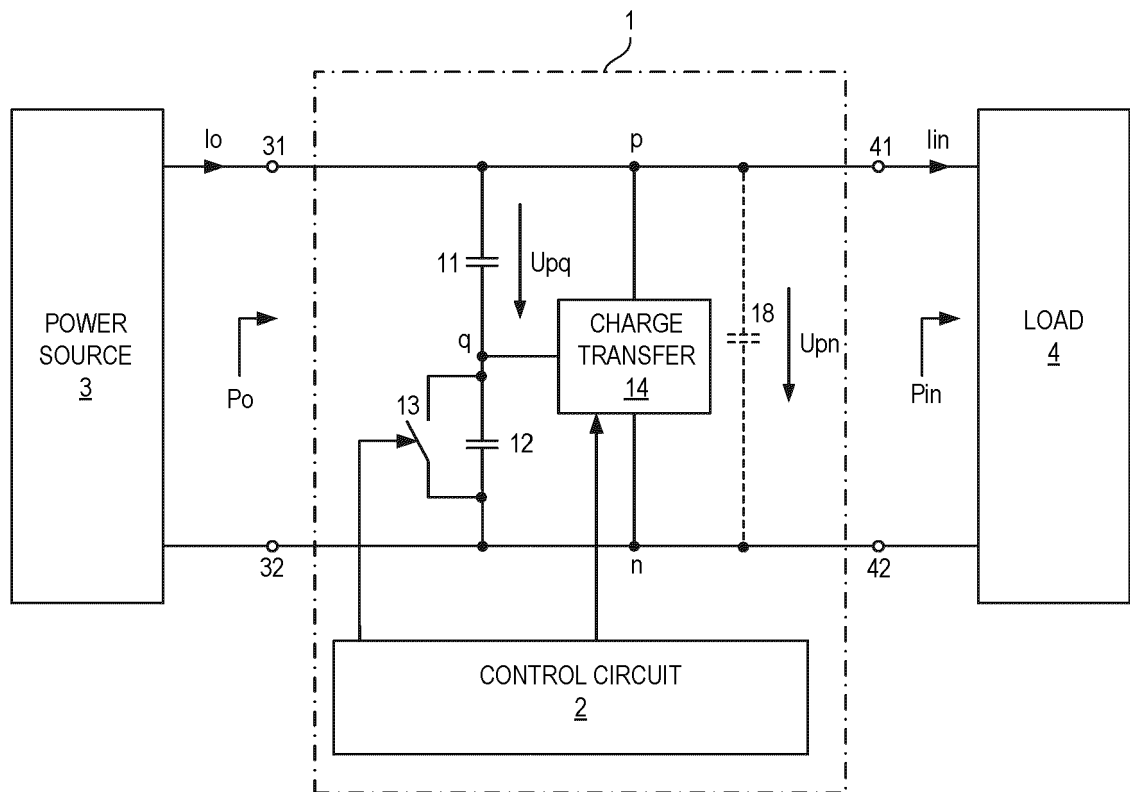 1
Io
31
p
41
Iin
11
Upq
POWER
SOURCE
3
CHARGE
TRANSFER
14
18
Upn
LOAD
4
q
Po
Pin
13
12
32
n
42
CONTROL CIRCUIT
2